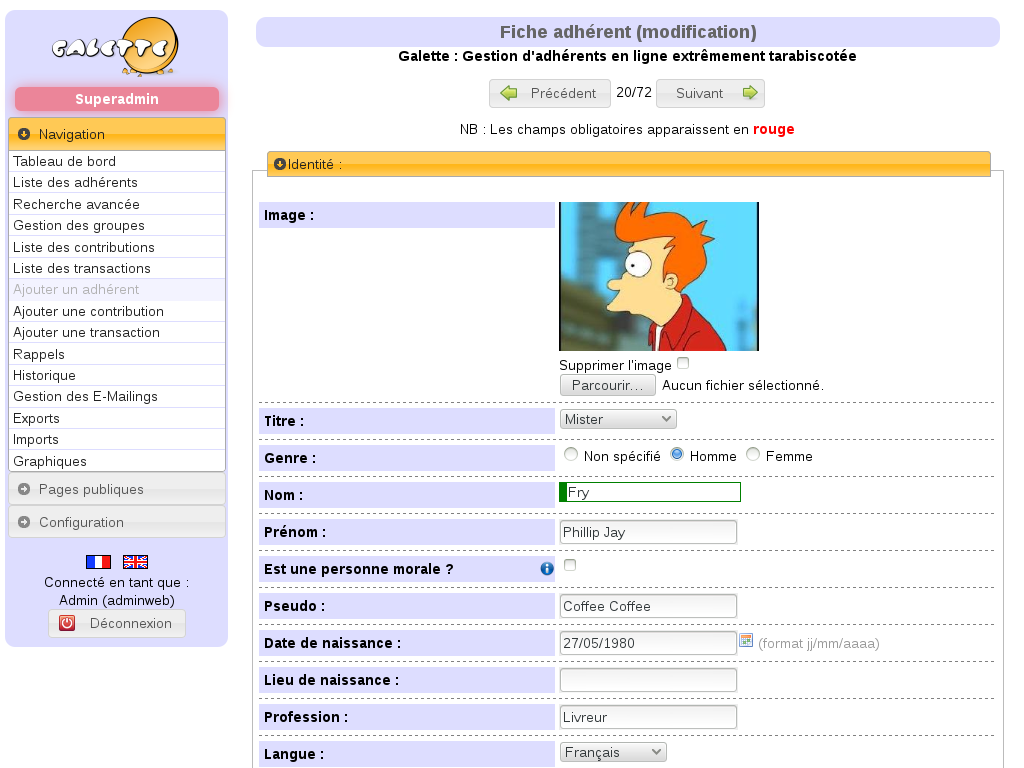 GALETTE
Superadmin
Navigation
Tableau de bord
Liste des adhérents
Recherche avancée
Gestion des groupes
Liste des contributions
Liste des transactions
Ajouter un adhérent
Ajouter une contribution
Ajouter une transaction
Rappels
Historique
Gestion des E-Mailings
Exports
Imports
Graphiques
Pages publiques
Configuration
Connecté en tant que :
Admin (adminweb)
Déconnexion
Fiche adhérent (modification)
Galette : Gestion d'adhérents en ligne extrêmement tarabiscotée
Précédent 20/72 Suivant
NB : Les champs obligatoires apparaissent en rouge
Identité :
Image :
Supprimer l'image
Parcourir... Aucun fichier sélectionné.
Titre : Mister
Genre : Non spécifié Homme Femme
Nom : Fry
Prénom : Phillip Jay
Est une personne morale ?
Pseudo : Coffee Coffee
Date de naissance : 27/05/1980 (format jj/mm/aaaa)
Lieu de naissance :
Profession : Livreur
Langue : Français